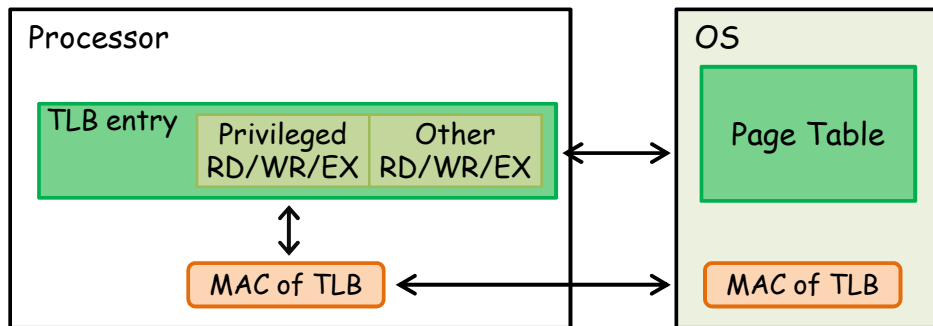 Processor
TLB entry
Privileged
RD/WR/EX
Other
RD/WR/EX
MAC of TLB
OS
Page Table
MAC of TLB